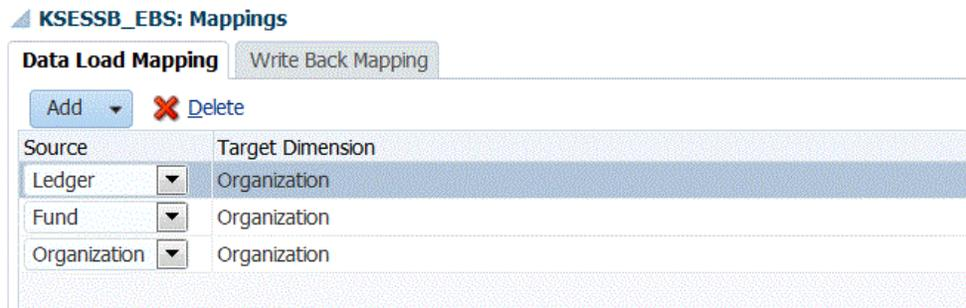 KSESSB_EBS: Mappings
Data Load Mapping Write Back Mapping
Add Delete
Source Target Dimension
Ledger Organization
Fund Organization
Organization Organization